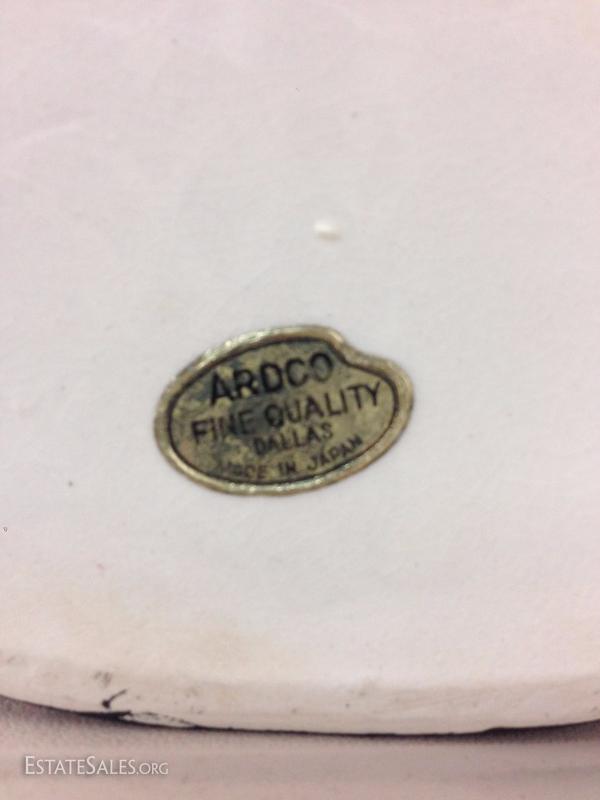 ARDCO
FINE QUALITY
DALLAS
MADE IN JAPAN
ESTATESALES.ORG